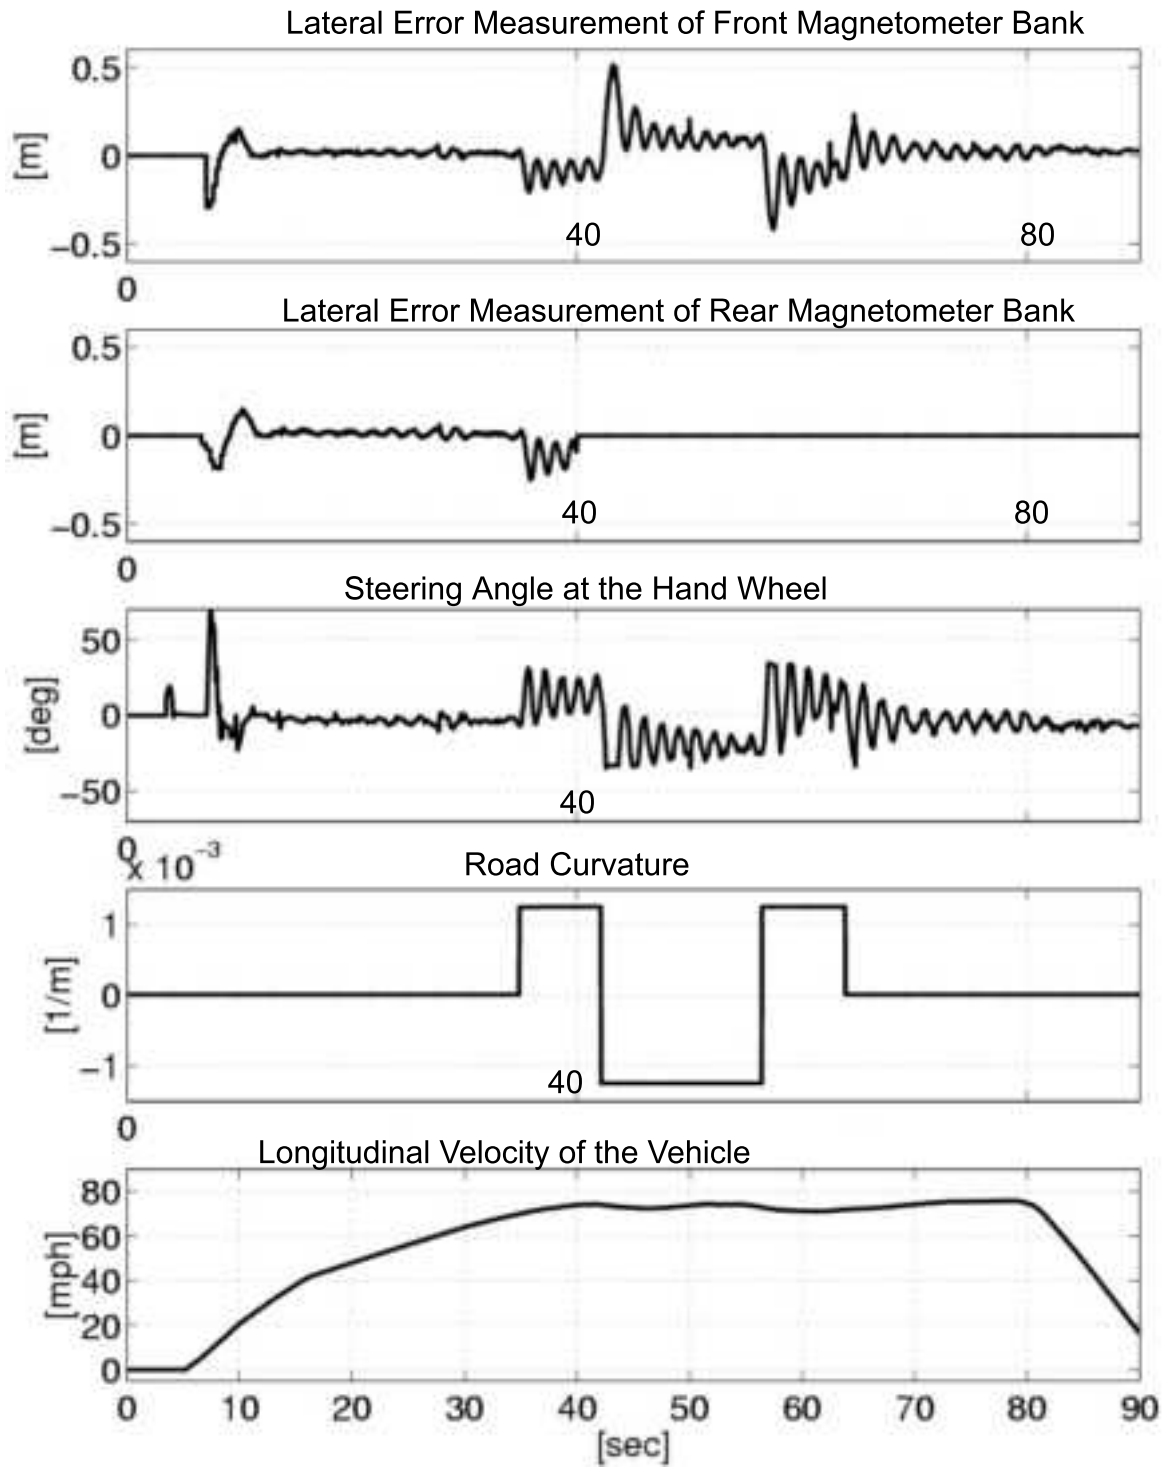 Lateral Error Measurement of Front Magnetometer Bank
0.5
0
−0.5
[m]
40
80
0
Lateral Error Measurement of Rear Magnetometer Bank
0.5
0
−0.5
[m]
40
80
0
Steering Angle at the Hand Wheel
50
0
−50
[deg]
40
0
x 10⁻³
Road Curvature
1
0
−1
[1/m]
40
0
Longitudinal Velocity of the Vehicle
80
60
40
20
0
[mph]
0 10 20 30 40 50 60 70 80 90
[sec]